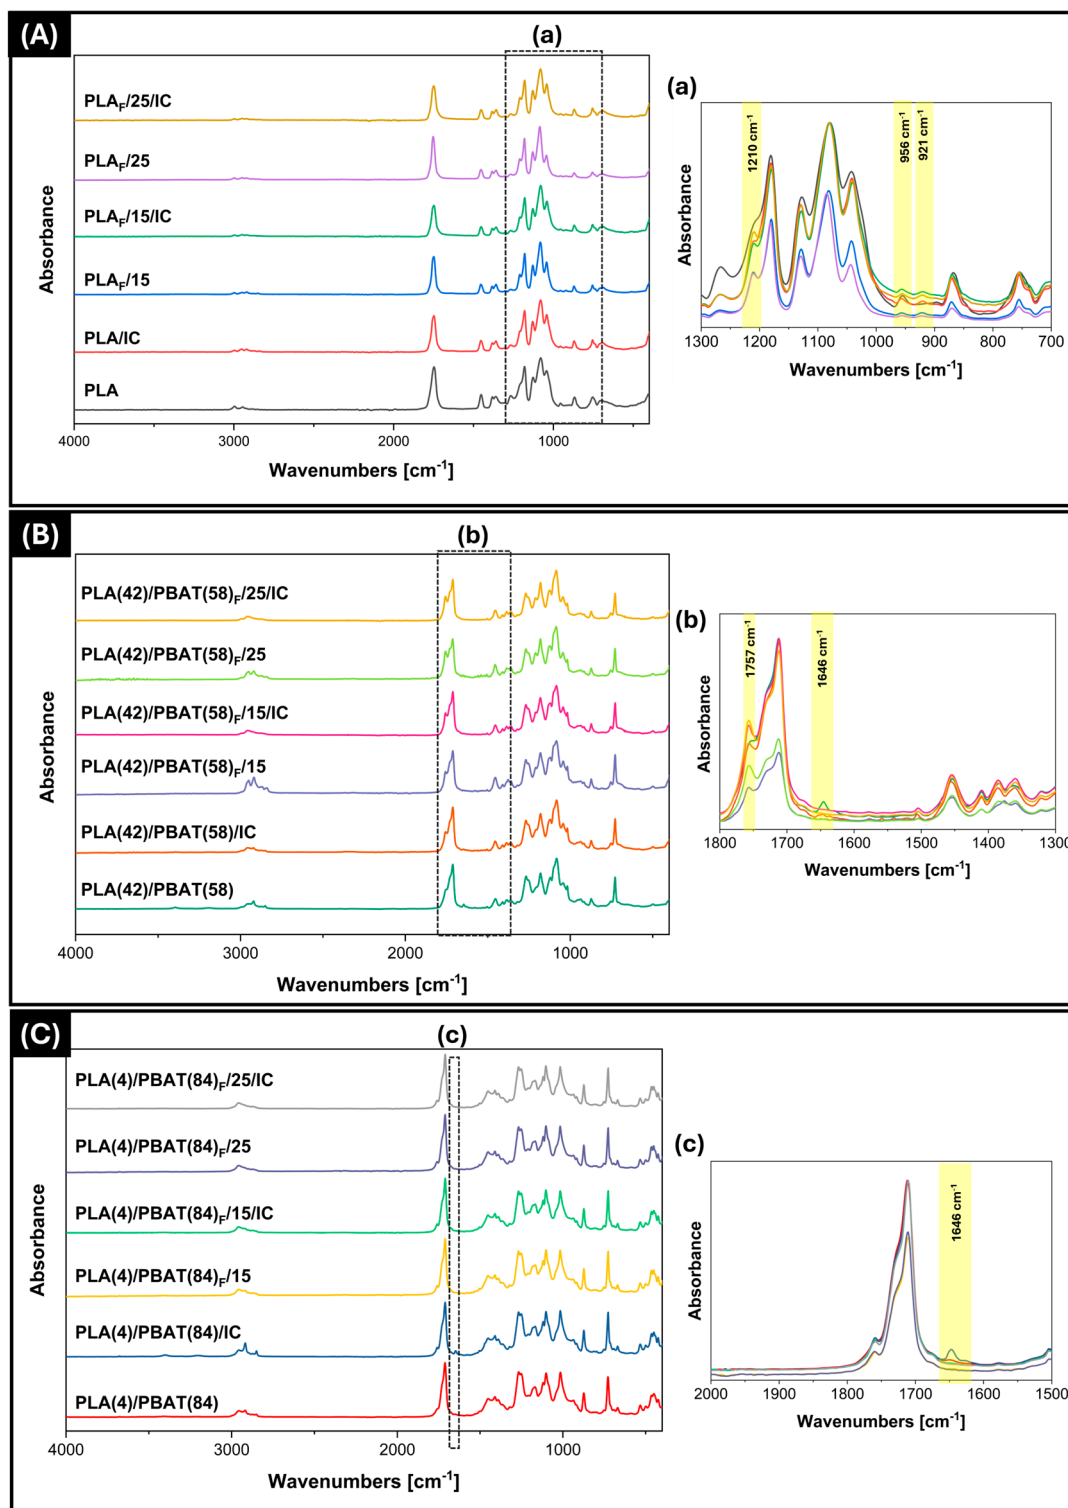 (A)
(a)
PLAF/25/IC
PLAF/25
PLAF/15/IC
PLAF/15
PLA/IC
PLA
Absorbance
4000 3000 2000 1000
Wavenumbers [cm-1]
(a)
1210 cm-1
956 cm-1
921 cm-1
Absorbance
1300 1200 1100 1000 900 800 700
Wavenumbers [cm-1]
(B)
(b)
PLA(42)/PBAT(58)F/25/IC
PLA(42)/PBAT(58)F/25
PLA(42)/PBAT(58)F/15/IC
PLA(42)/PBAT(58)F/15
PLA(42)/PBAT(58)/IC
PLA(42)/PBAT(58)
Absorbance
4000 3000 2000 1000
Wavenumbers [cm-1]
(b)
1757 cm-1
1646 cm-1
Absorbance
1800 1700 1600 1500 1400 1300
Wavenumbers [cm-1]
(C)
(c)
PLA(4)/PBAT(84)F/25/IC
PLA(4)/PBAT(84)F/25
PLA(4)/PBAT(84)F/15/IC
PLA(4)/PBAT(84)F/15
PLA(4)/PBAT(84)/IC
PLA(4)/PBAT(84)
Absorbance
4000 3000 2000 1000
Wavenumbers [cm-1]
(c)
1646 cm-1
Absorbance
2000 1900 1800 1700 1600 1500
Wavenumbers [cm-1]